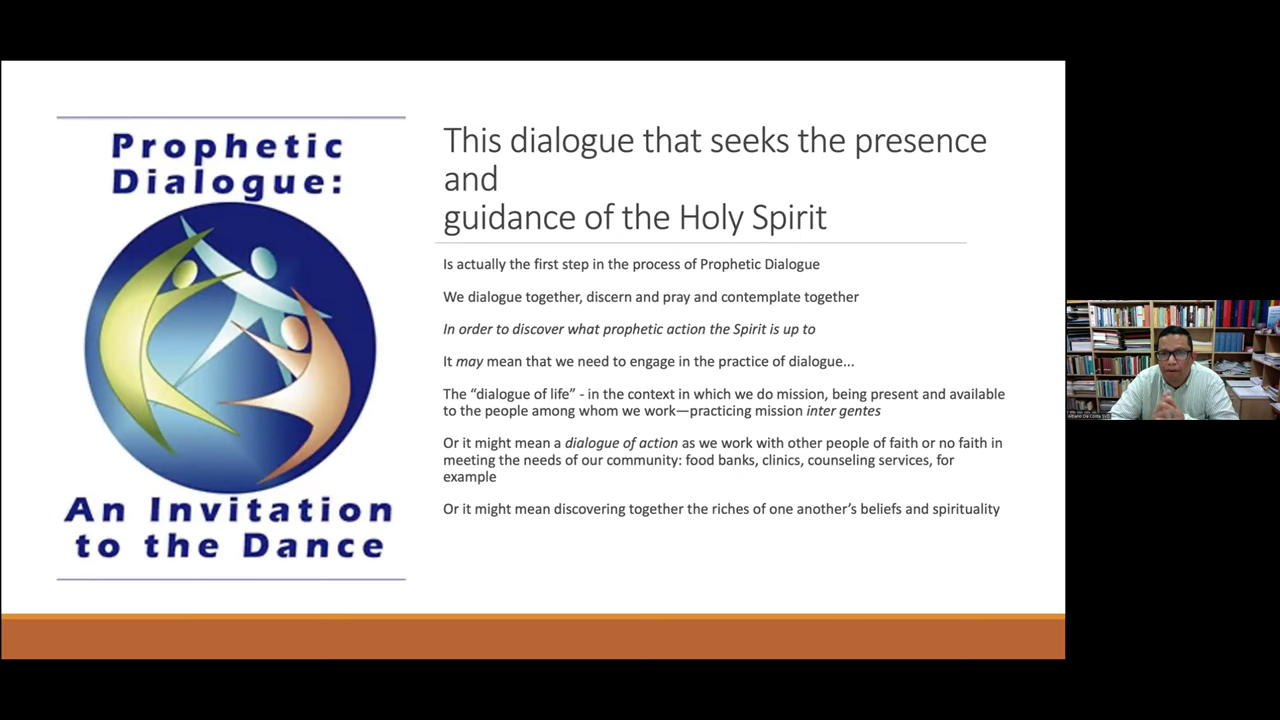 Prophetic
Dialogue:
An Invitation
to the Dance
This dialogue that seeks the presence
and
guidance of the Holy Spirit
Is actually the first step in the process of Prophetic Dialogue
We dialogue together, discern and pray and contemplate together
In order to discover what prophetic action the Spirit is up to
It may mean that we need to engage in the practice of dialogue...
The “dialogue of life” - in the context in which we do mission, being present and available
to the people among whom we work—practicing mission inter gentes
Or it might mean a dialogue of action as we work with other people of faith or no faith in
meeting the needs of our community: food banks, clinics, counseling services, for
example
Or it might mean discovering together the riches of one another’s beliefs and spirituality